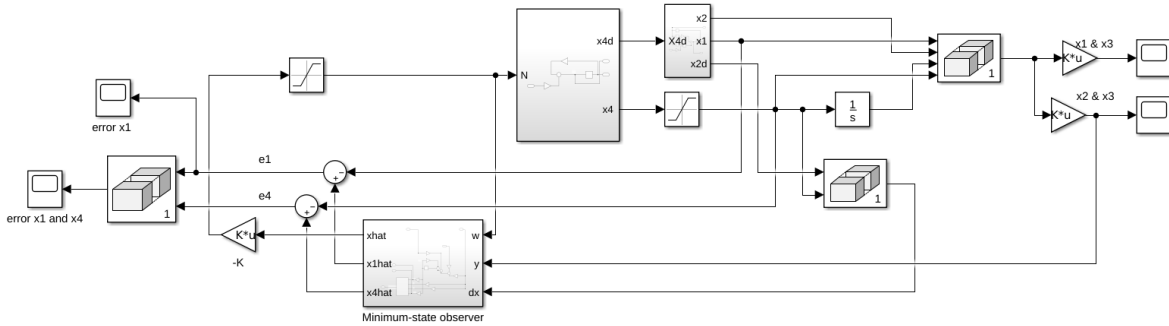 x2
x4d
X4d
x1
x1 & x3
N
x2d
1
K*u
x2 & x3
x4
1
s
K*u
error x1
e1
1
e4
1
error x1 and x4
K*u
xhat
w
-K
x1hat
y
x4hat
dx
Minimum-state observer